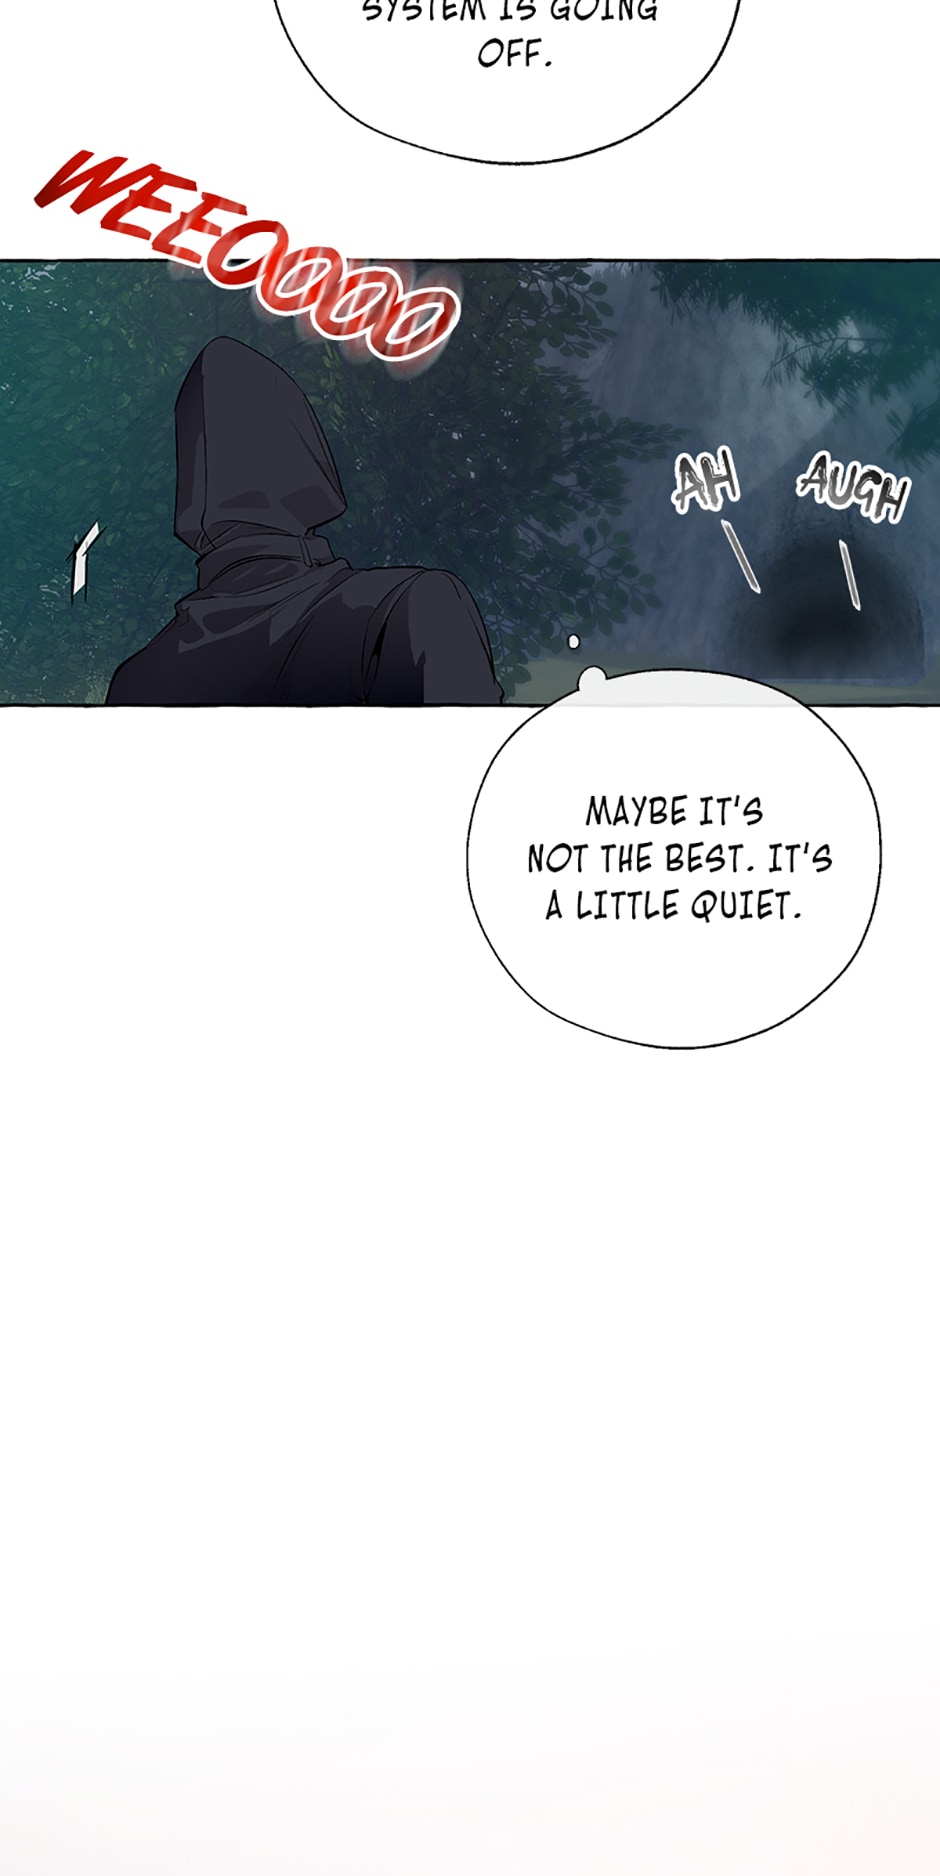 SYSTEM IS GOING
OFF.
WEEOOOO
AH
AUGH
MAYBE IT'S
NOT THE BEST. IT'S
A LITTLE QUIET.